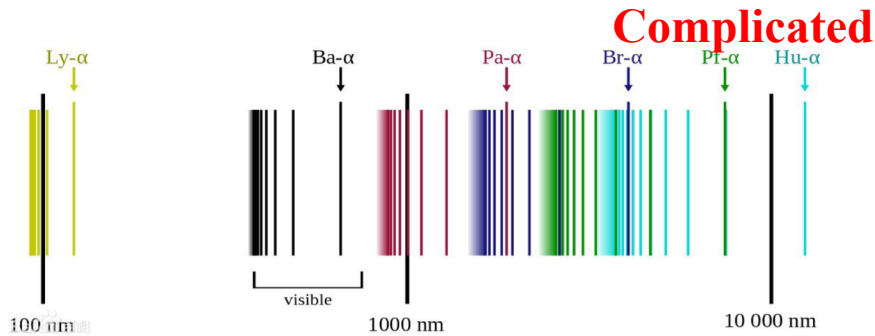 Complicated
Ly-α Ba-α Pa-α Br-α Pf-α Hu-α
visible
100 nm 1000 nm 10 000 nm